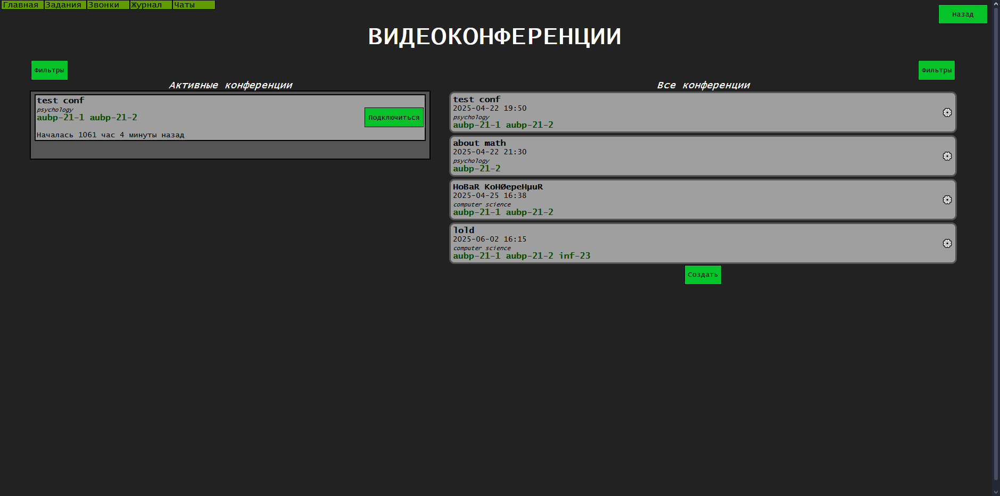 Главная Задания Звонки Журнал Чаты
Назад
ВИДЕОКОНФЕРЕНЦИИ
Фильтры
Активные конференции
test conf
psychology
aubp-21-1 aubp-21-2
Подключиться
Началась 1061 час 4 минуты назад
Фильтры
Все конференции
test conf
2025-04-22 19:50
psychology
aubp-21-1 aubp-21-2
about math
2025-04-22 21:30
psychology
aubp-21-2
HoBaR KoHØepeHµuR
2025-04-25 16:38
computer science
aubp-21-1 aubp-21-2
lold
2025-06-02 16:15
computer science
aubp-21-1 aubp-21-2 inf-23
Создать